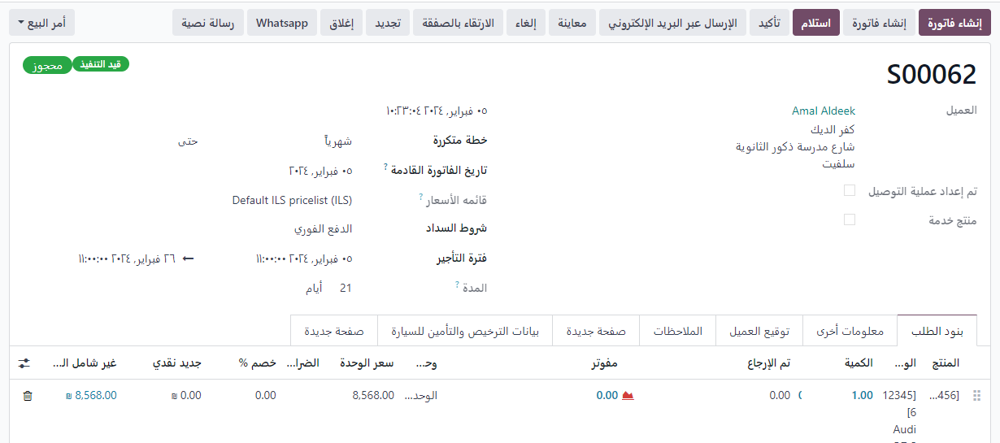 إنشاء فاتورة إنشاء فاتورة استلام تأكيد الإرسال عبر البريد الإلكتروني معاينة إلغاء الارتقاء بالصفقة تجديد إغلاق Whatsapp رسالة نصية أمر البيع
قيد التنفيذ محجوز
S00062
العميل Amal Aldeek
كفر الديك
شارع مدرسة ذكور الثانوية
سلفيت
تم إعداد عملية التوصيل
منتج خدمة
٠٥ فبراير, ٢٠٢٤ ١٠:٢٣:٠٤
خطة متكررة شهرياً حتى
تاريخ الفاتورة القادمة ? ٠٥ فبراير, ٢٠٢٤
قائمه الأسعار ? Default ILS pricelist (ILS)
شروط السداد الدفع الفوري
فترة التأجير ٠٥ فبراير, ٢٠٢٤ ١١:٠٠:٠٠ ← ٢٦ فبراير, ٢٠٢٤ ١١:٠٠:٠٠
المدة ? 21 أيام
بنود الطلب معلومات أخرى توقيع العميل الملاحظات صفحة جديدة بيانات الترخيص والتأمين للسيارة صفحة جديدة
المنتج الو... الكمية تم الإرجاع مفوتر وحد... سعر الوحدة الضرا... خصم % جديد نقدي غير شامل الـ...
[456... [12345 1.00 0.00 0.00 الوحد... 8,568.00 0.00 0.00 ₪ 8,568.00 ₪
6]
Audi